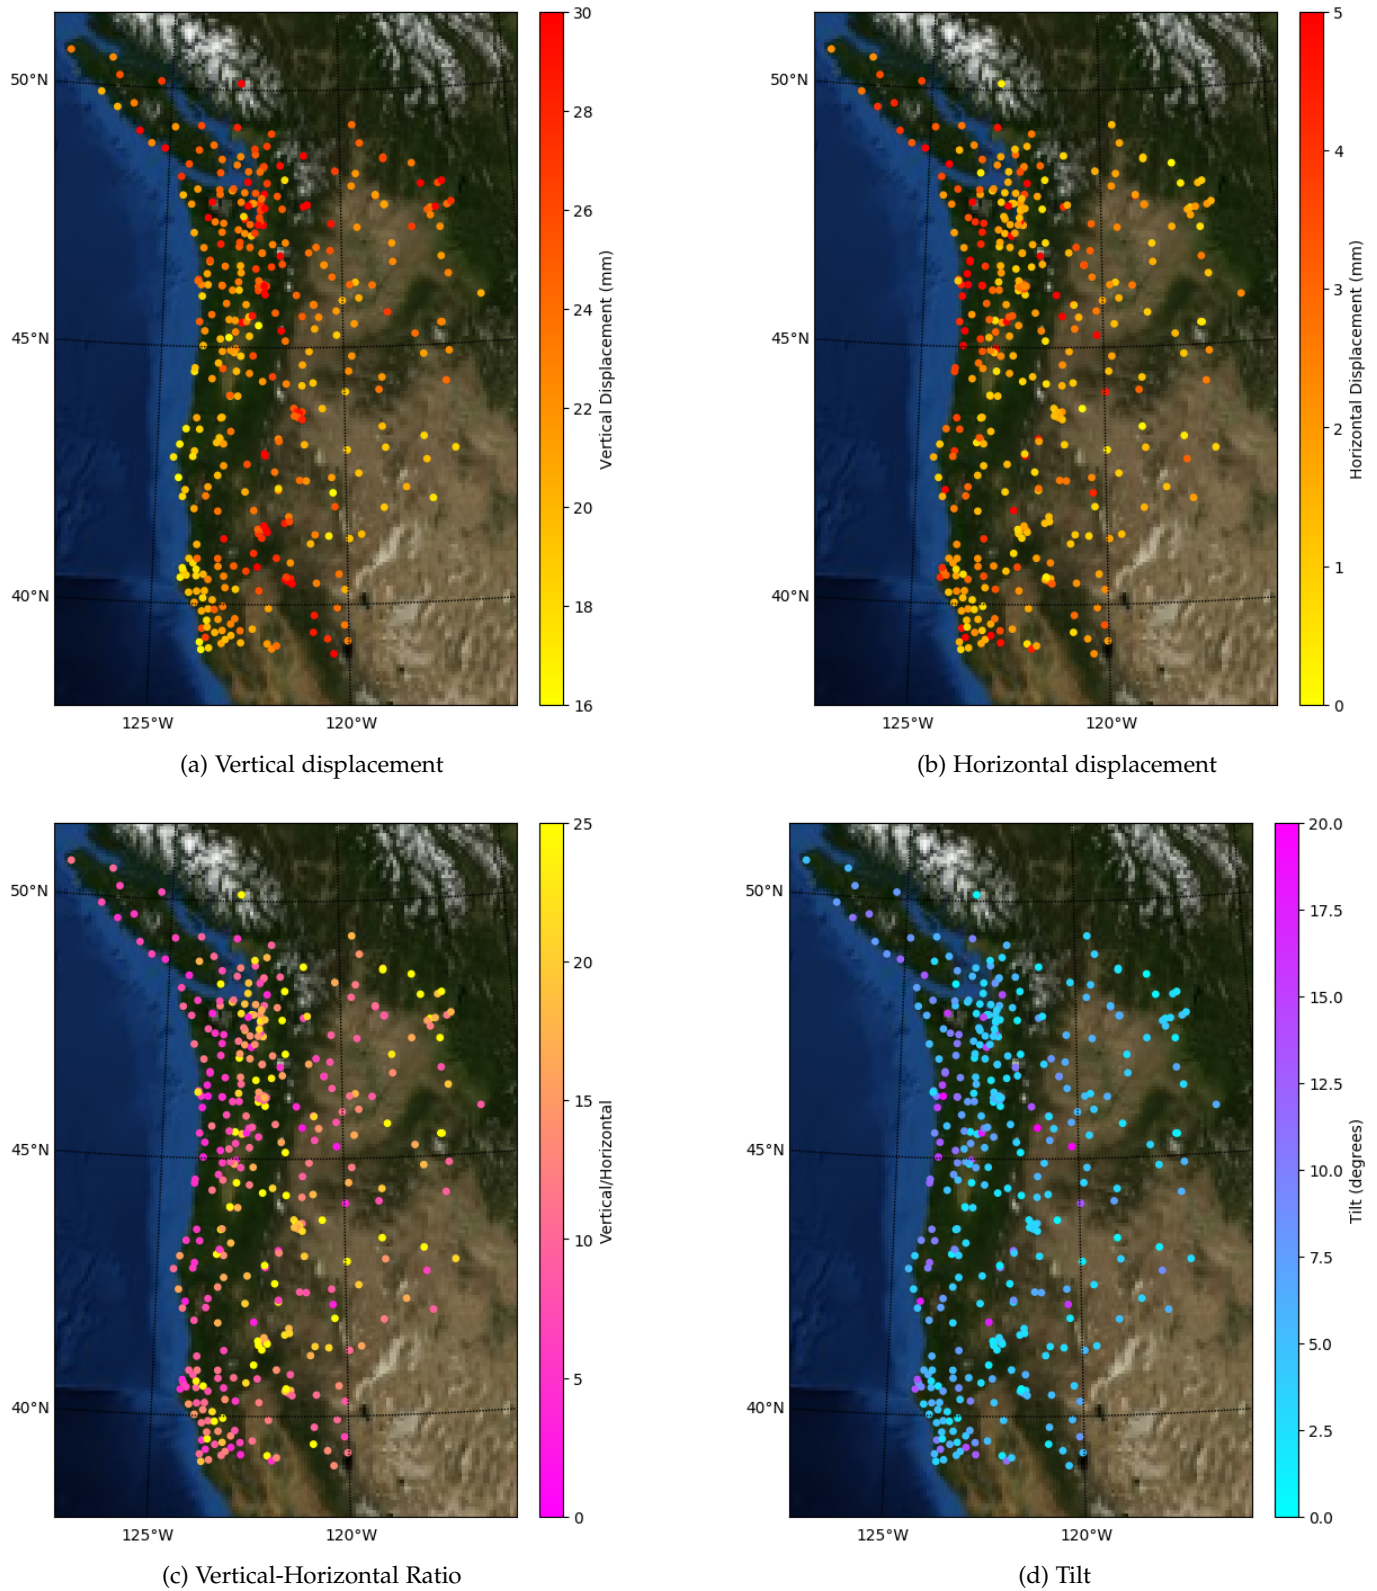 50°N
45°N
40°N
125°W
120°W
30
28
26
24
22
20
18
16
Vertical Displacement (mm)
(a) Vertical displacement
50°N
45°N
40°N
125°W
120°W
5
4
3
2
1
0
Horizontal Displacement (mm)
(b) Horizontal displacement
50°N
45°N
40°N
125°W
120°W
25
20
15
10
5
0
Vertical/Horizontal
(c) Vertical-Horizontal Ratio
50°N
45°N
40°N
125°W
120°W
20.0
17.5
15.0
12.5
10.0
7.5
5.0
2.5
0.0
Tilt (degrees)
(d) Tilt